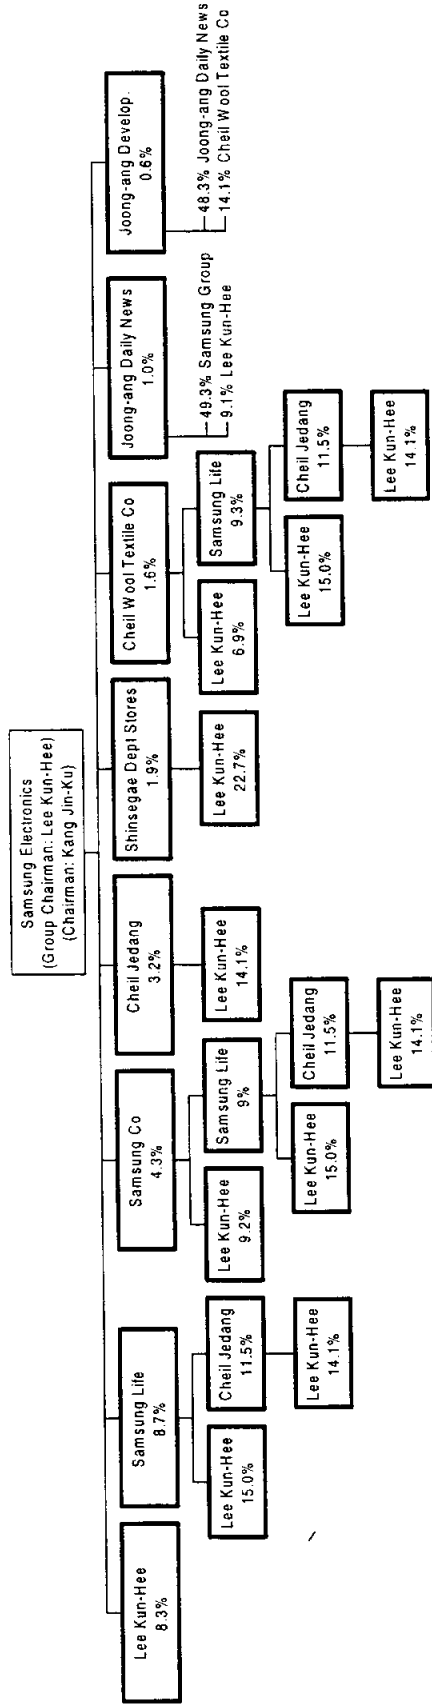 Samsung Electronics
(Group Chairman: Lee Kun-Hee)
(Chairman: Kang Jin-Ku)
Lee Kun-Hee
8.3%
Samsung Life
8.7%
Samsung Co
4.3%
Cheil Jedang
3.2%
Shinsegae Dept Stores
1.9%
Cheil Wool Textile Co
1.6%
Joong-ang Daily News
1.0%
Joong-ang Develop.
0.6%
Lee Kun-Hee
15.0%
Cheil Jedang
11.5%
Lee Kun-Hee
9.2%
Samsung Life
9%
Lee Kun-Hee
14.1%
Lee Kun-Hee
22.7%
Lee Kun-Hee
6.9%
Samsung Life
9.3%
49.3% Samsung Group
9.1% Lee Kun-Hee
48.3% Joong-ang Daily News
14.1% Cheil Wool Textile Co
Lee Kun-Hee
14.1%
Lee Kun-Hee
15.0%
Cheil Jedang
11.5%
Lee Kun-Hee
15.0%
Cheil Jedang
11.5%
Lee Kun-Hee
14.1%
Lee Kun-Hee
14.1%